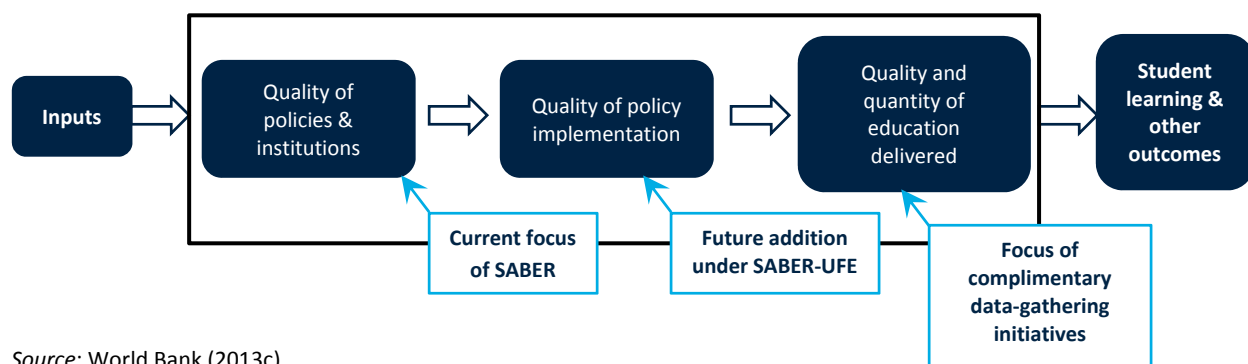 Inputs
Quality of
policies &
institutions
Quality of policy
implementation
Quality and
quantity of
education
delivered
Student
learning &
other
outcomes
Current focus
of SABER
Future addition
under SABER-UFE
Focus of
complimentary
data-gathering
initiatives
Source: World Bank (2013c)